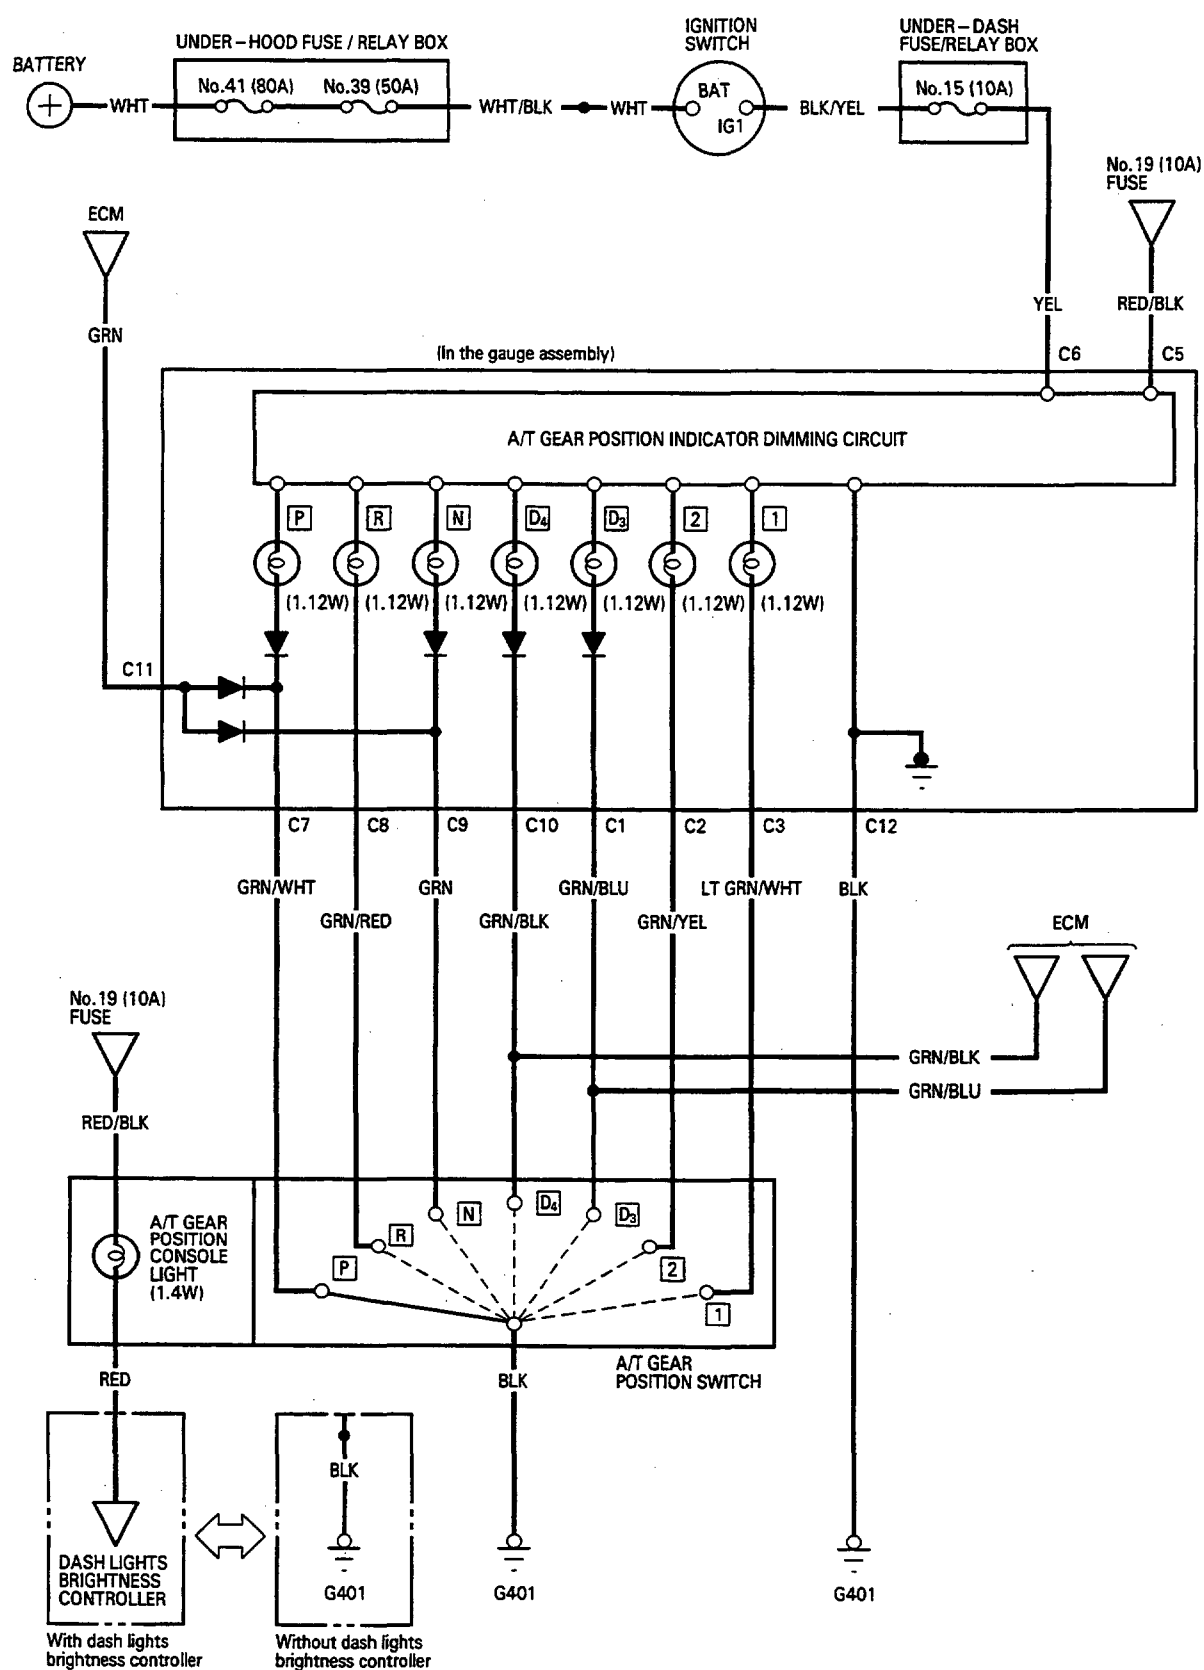 UNDER-HOOD FUSE / RELAY BOX
IGNITION
SWITCH
UNDER-DASH
FUSE/RELAY BOX
BATTERY
No.41 (80A)
No.39 (50A)
WHT
WHT/BLK
WHT
BAT
IG1
BLK/YEL
No.15 (10A)
No.19 (10A)
FUSE
ECM
GRN
YEL
RED/BLK
(In the gauge assembly)
C6
C5
A/T GEAR POSITION INDICATOR DIMMING CIRCUIT
P
R
N
D4
D3
2
1
(1.12W)
(1.12W)
(1.12W)
(1.12W)
(1.12W)
(1.12W)
(1.12W)
C11
C7
C8
C9
C10
C1
C2
C3
C12
GRN/WHT
GRN
GRN/BLU
LT GRN/WHT
BLK
GRN/RED
GRN/BLK
GRN/YEL
ECM
No.19 (10A)
FUSE
GRN/BLK
GRN/BLU
RED/BLK
A/T GEAR
POSITION
CONSOLE
LIGHT
(1.4W)
P
R
N
D4
D3
2
1
RED
BLK
A/T GEAR
POSITION SWITCH
BLK
DASH LIGHTS
BRIGHTNESS
CONTROLLER
G401
G401
G401
With dash lights
brightness controller
Without dash lights
brightness controller